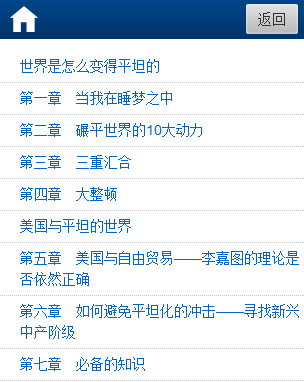 返回
世界是怎么变得平坦的
第一章 当我在睡梦之中
第二章 碾平世界的10大动力
第三章 三重汇合
第四章 大整顿
美国与平坦的世界
第五章 美国与自由贸易——李嘉图的理论是
否依然正确
第六章 如何避免平坦化的冲击——寻找新兴
中产阶级
第七章 必备的知识